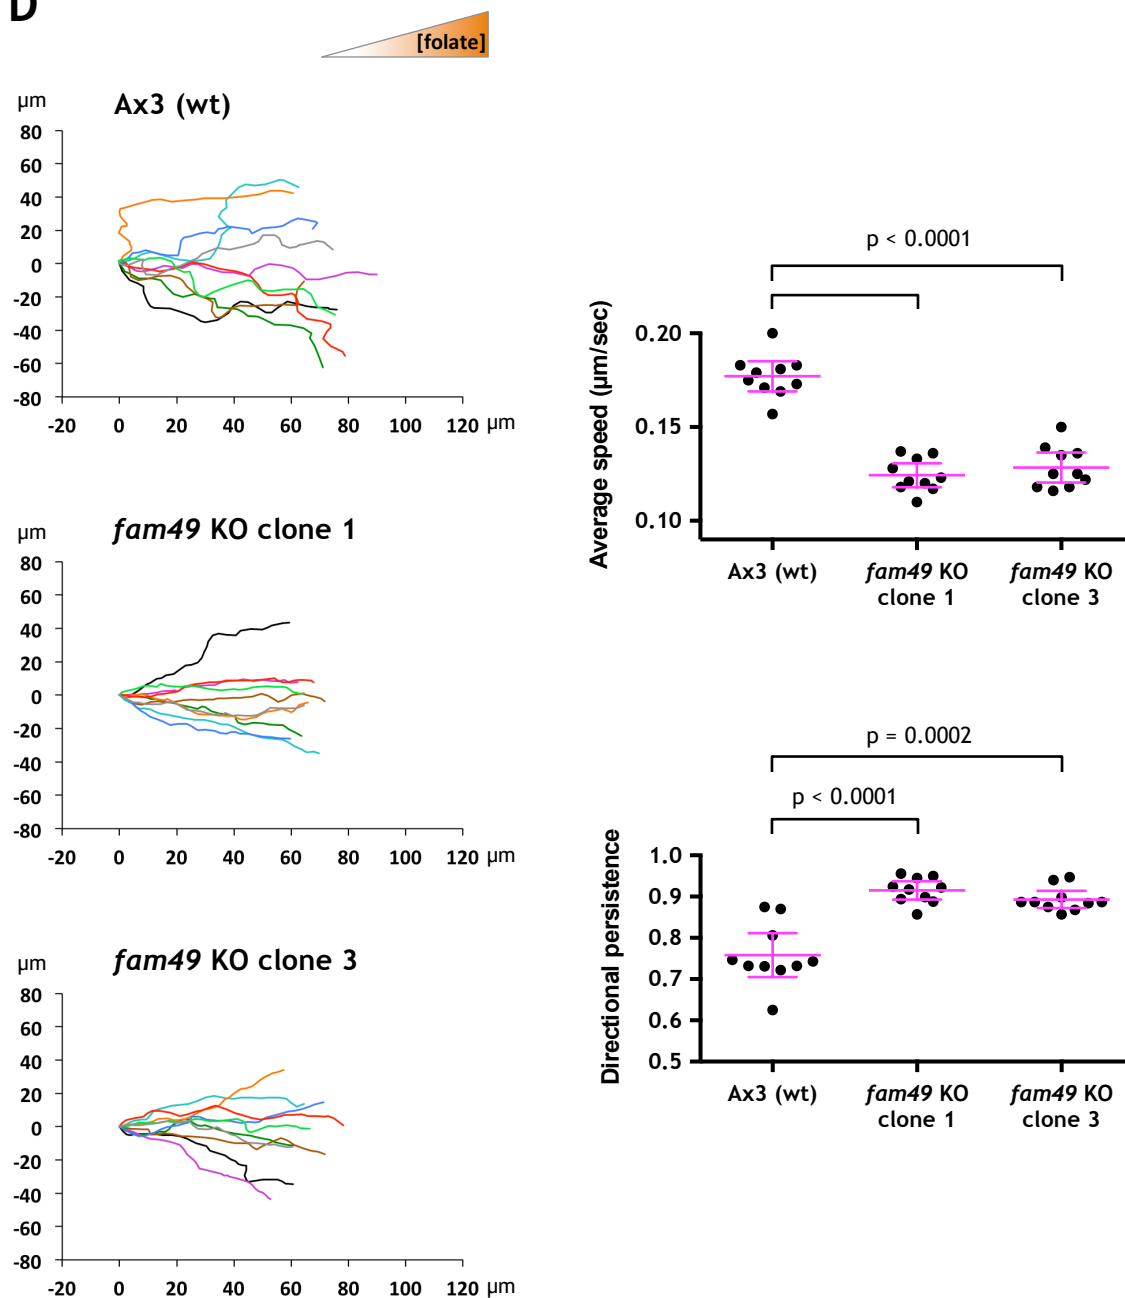 D
[folate]
µm
Ax3 (wt)
80
60
40
20
0
-20
-40
-60
-80
-20 0 20 40 60 80 100 120 µm
µm
fam49 KO clone 1
80
60
40
20
0
-20
-40
-60
-80
-20 0 20 40 60 80 100 120 µm
µm
fam49 KO clone 3
80
60
40
20
0
-20
-40
-60
-80
-20 0 20 40 60 80 100 120 µm
p < 0.0001
Average speed (µm/sec)
0.20
0.15
0.10
Ax3 (wt) fam49 KO fam49 KO
clone 1 clone 3
p = 0.0002
p < 0.0001
Directional persistence
1.0
0.9
0.8
0.7
0.6
0.5
Ax3 (wt) fam49 KO fam49 KO
clone 1 clone 3